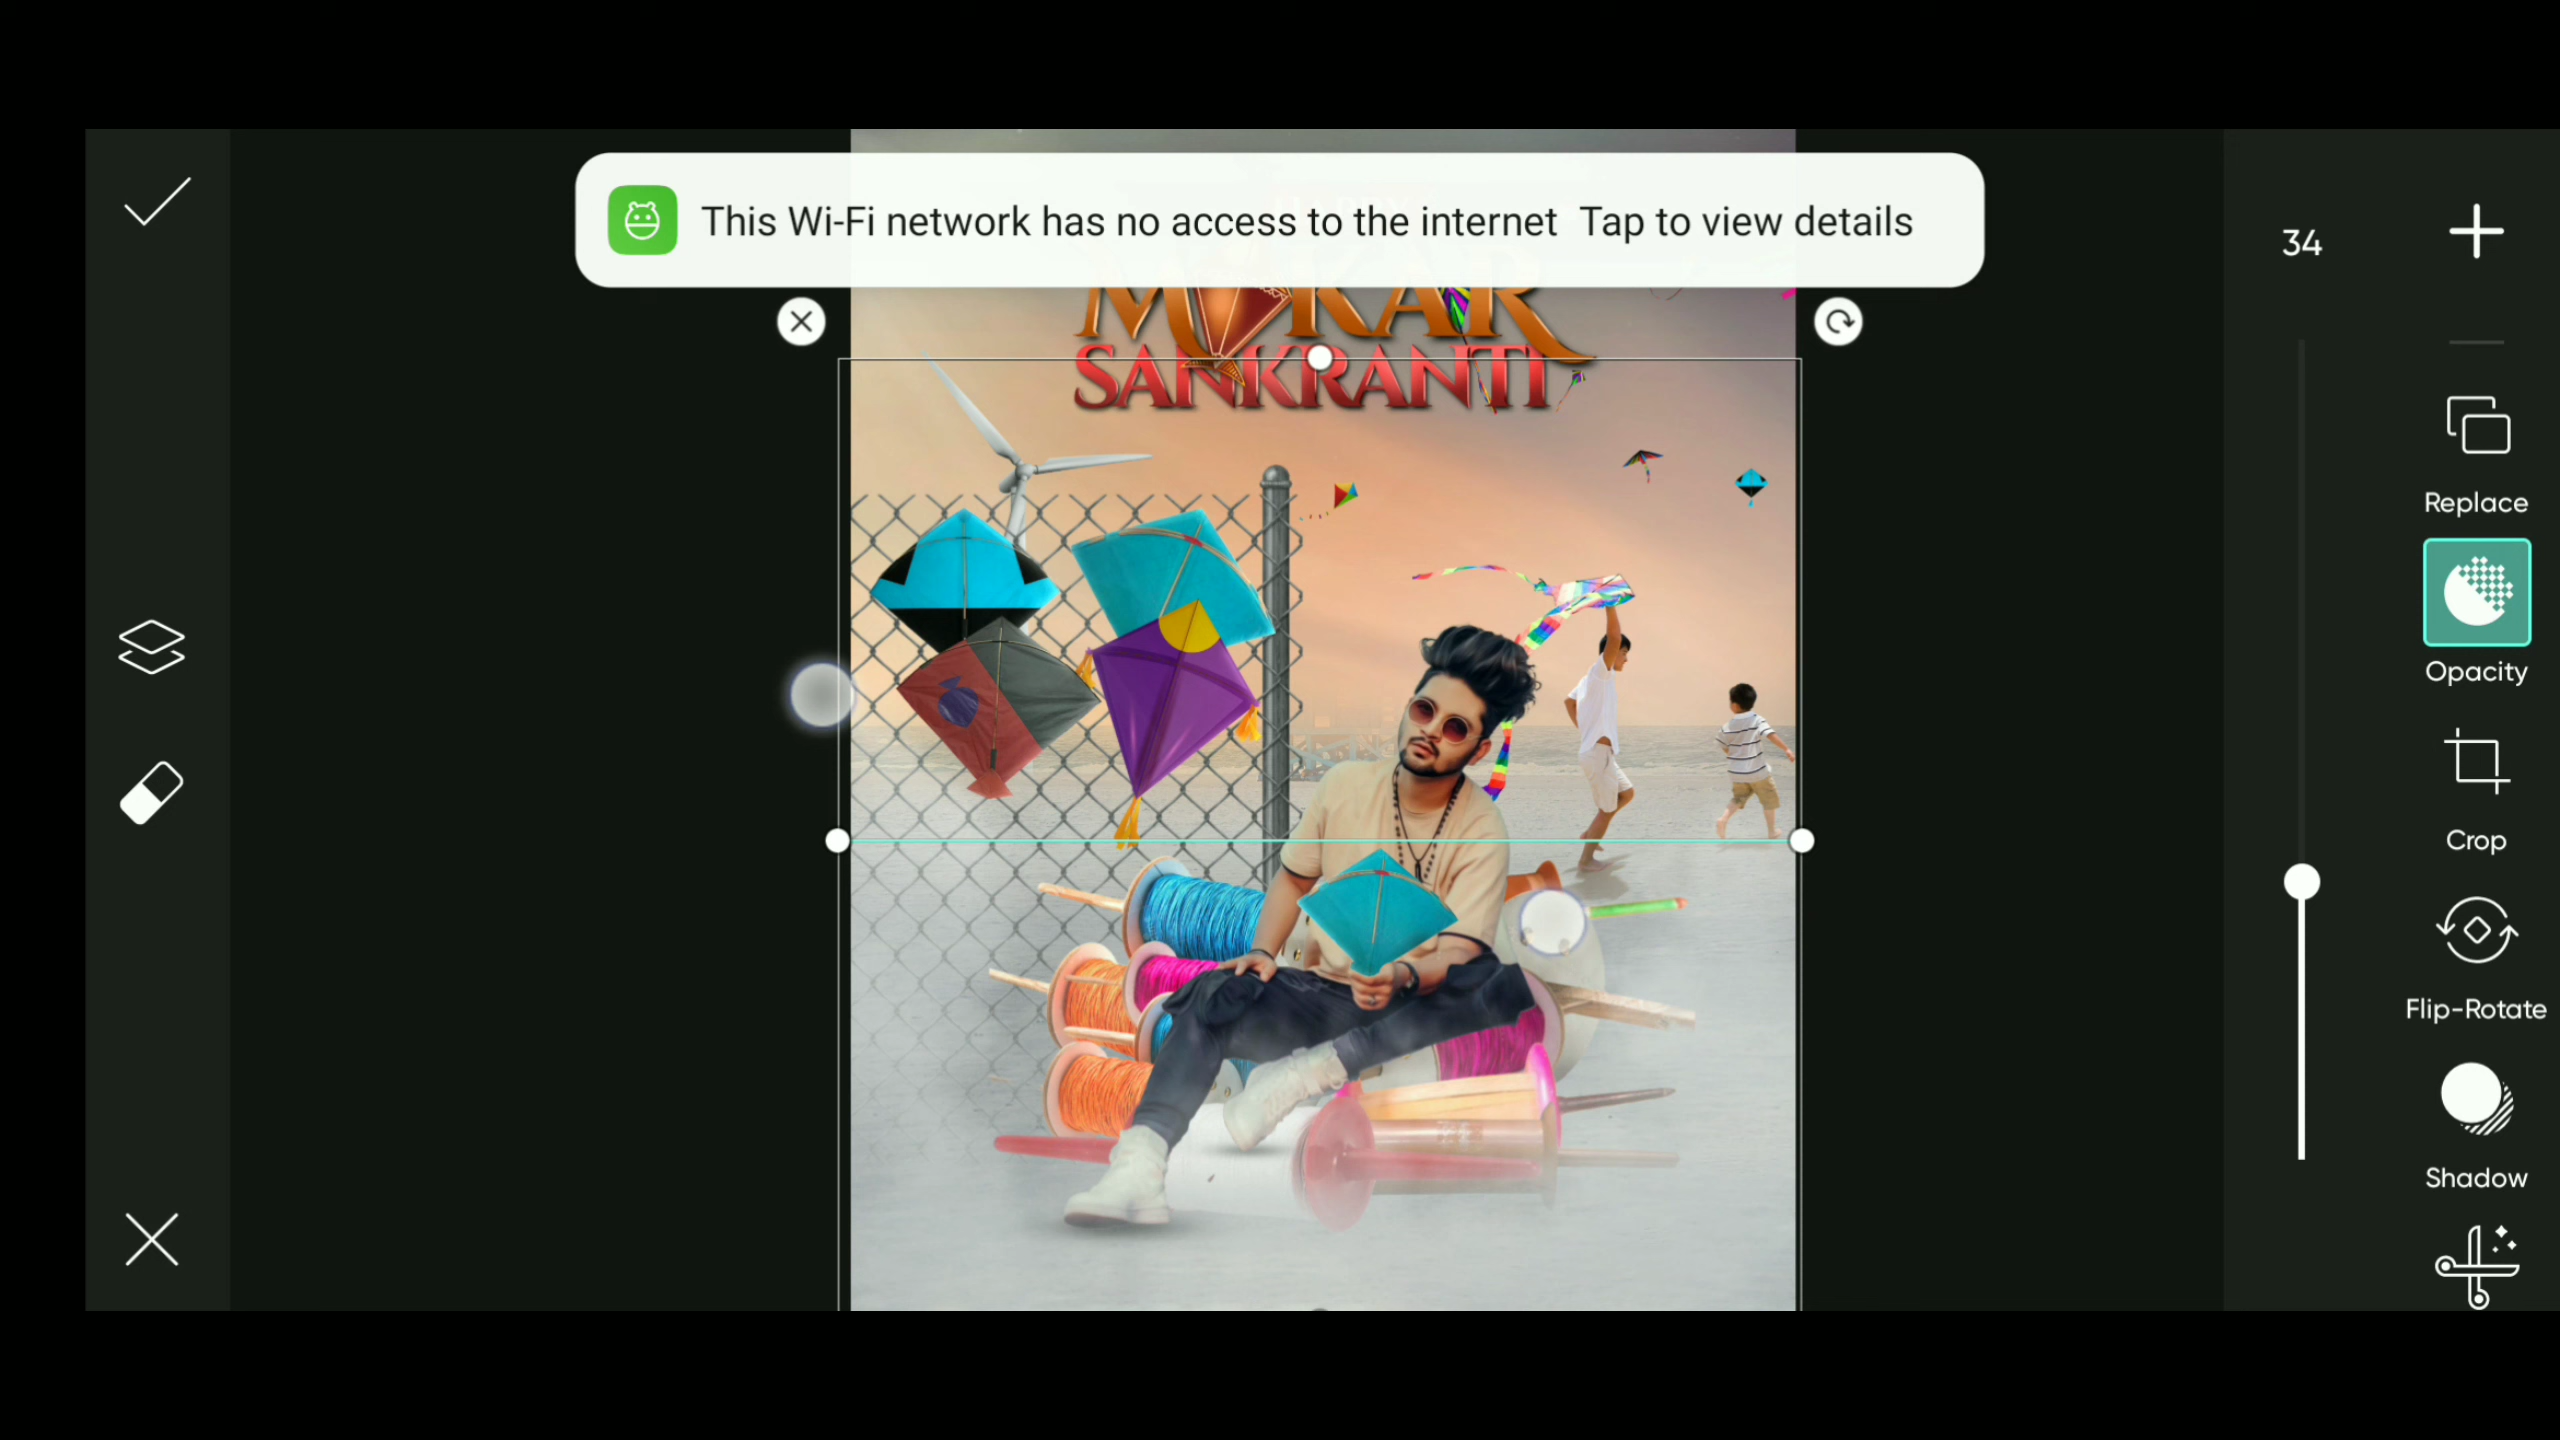 This Wi-Fi network has no access to the internet  Tap to view details
34
MAKAR
SANKRANTI
Replace
Opacity
Crop
Flip-Rotate
Shadow